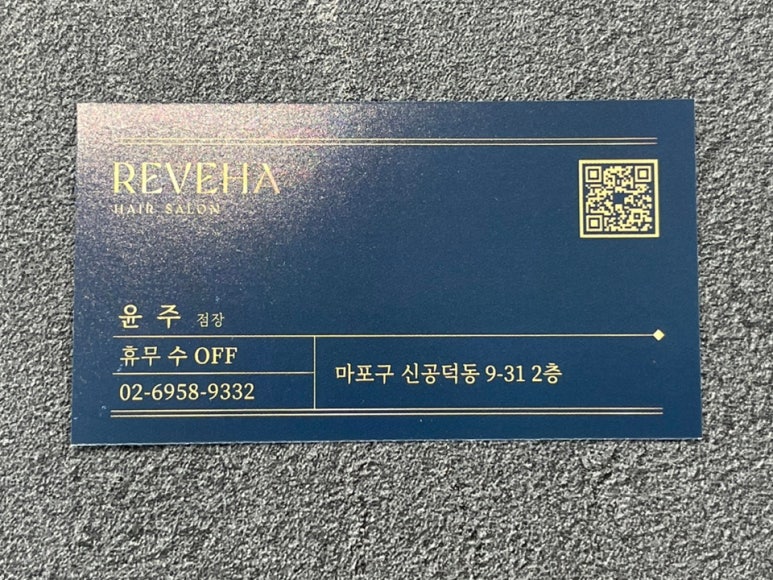 REVEHA
HAIR SALON
윤 주 점장
휴무 수 OFF
02-6958-9332
마포구 신공덕동 9-31 2층